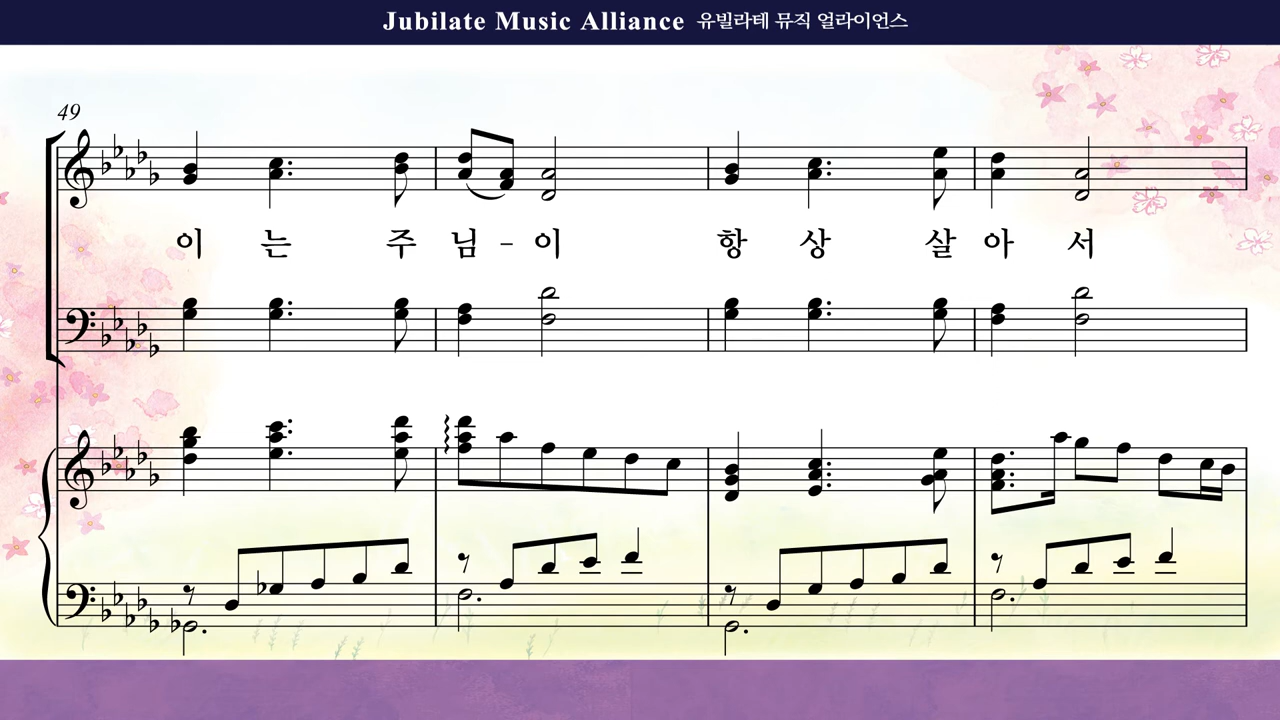 Jubilate Music Alliance 유빌라테 뮤직 얼라이언스
49
이 는 주 님 - 이 항 상 살 아 서